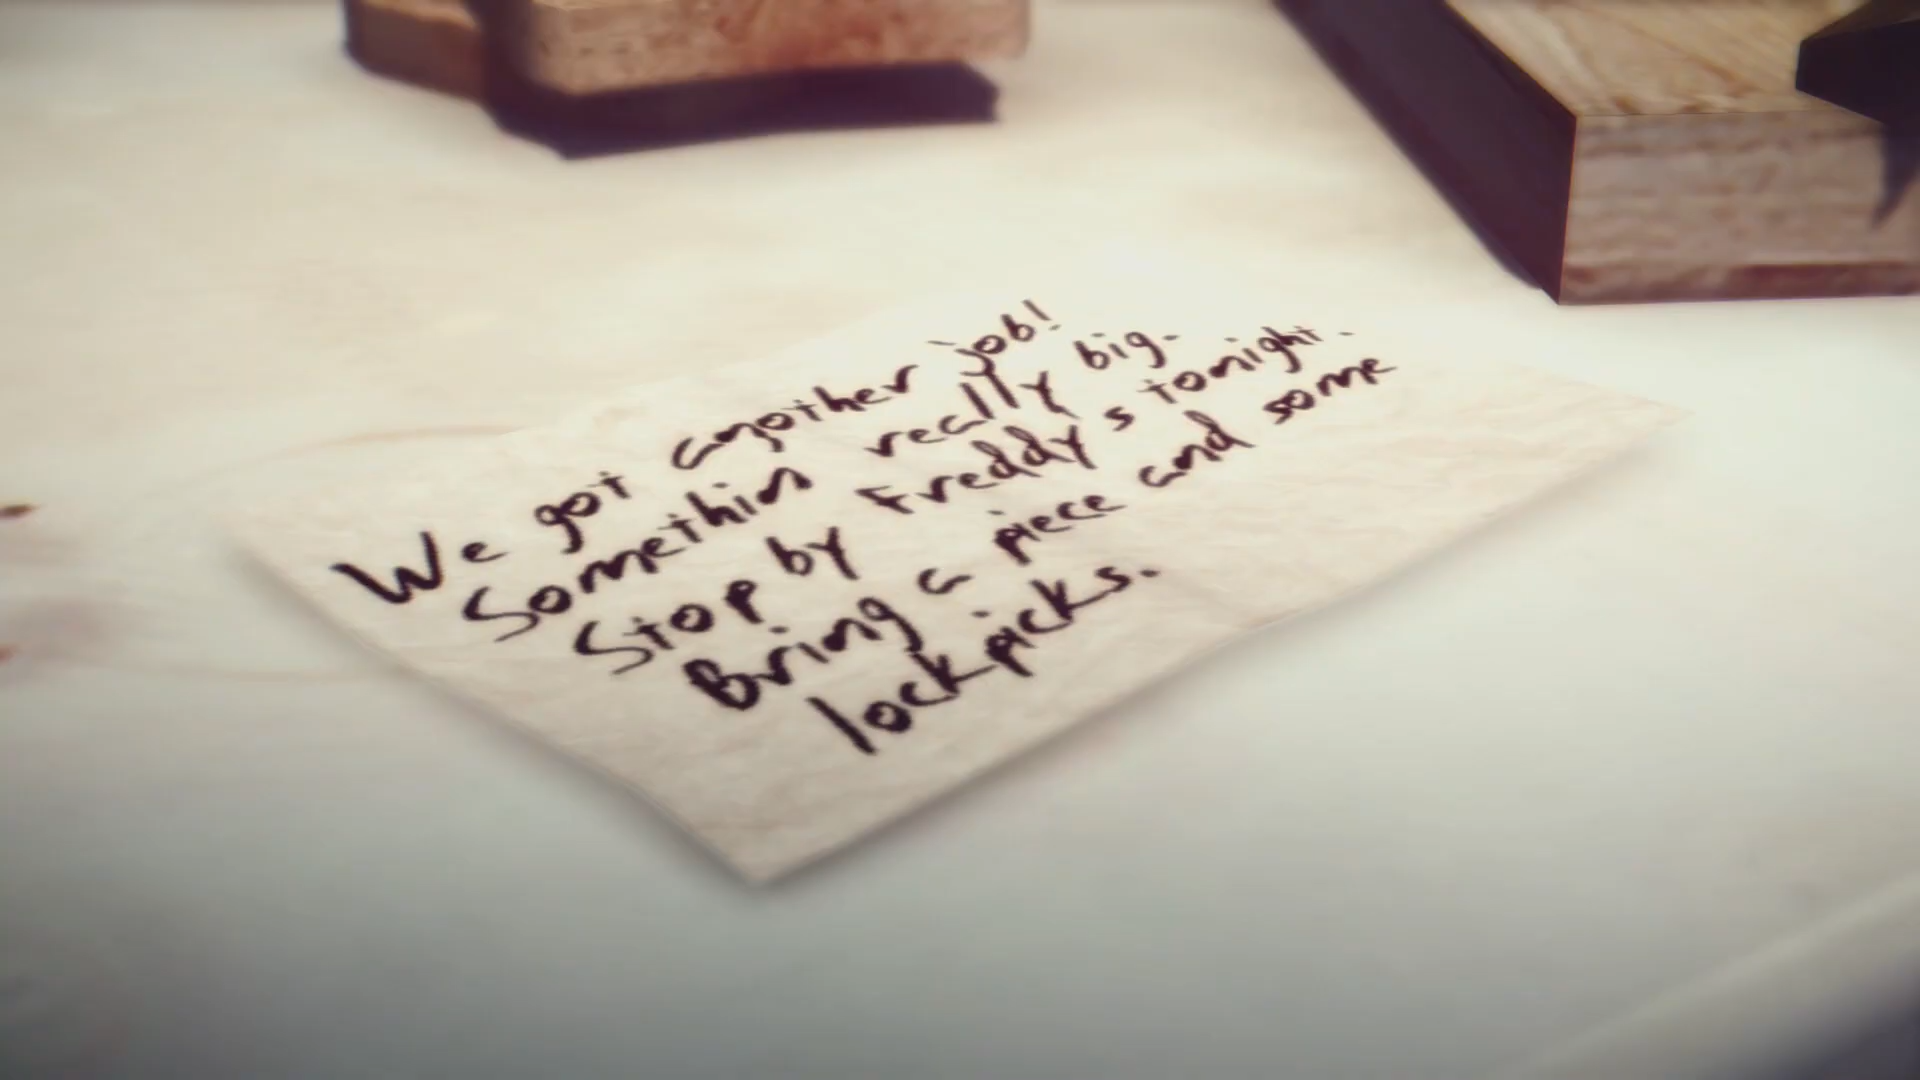 We got another job!
Somethin really big.
Stop by Freddy s tonight.
Bring a piece and some
lockpicks.